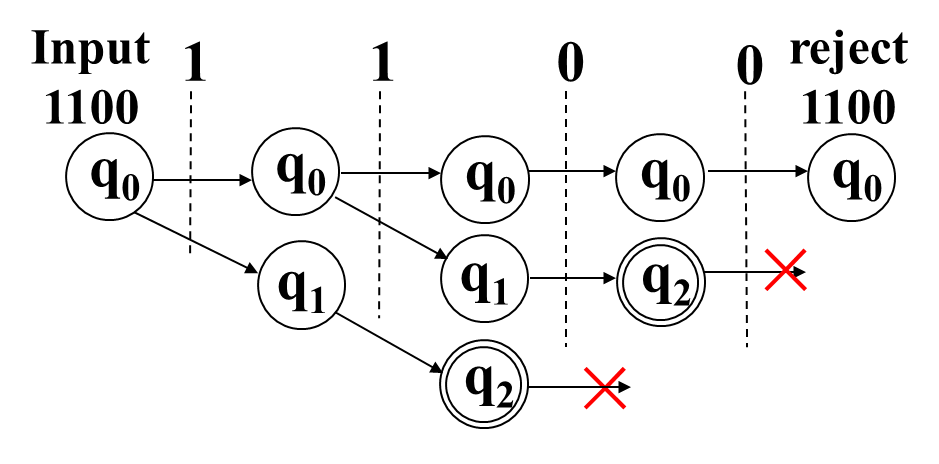 Input 1 1 0 0 reject
1100 1100
q0 q0 q0 q0 q0
q1 q1 q2
q2